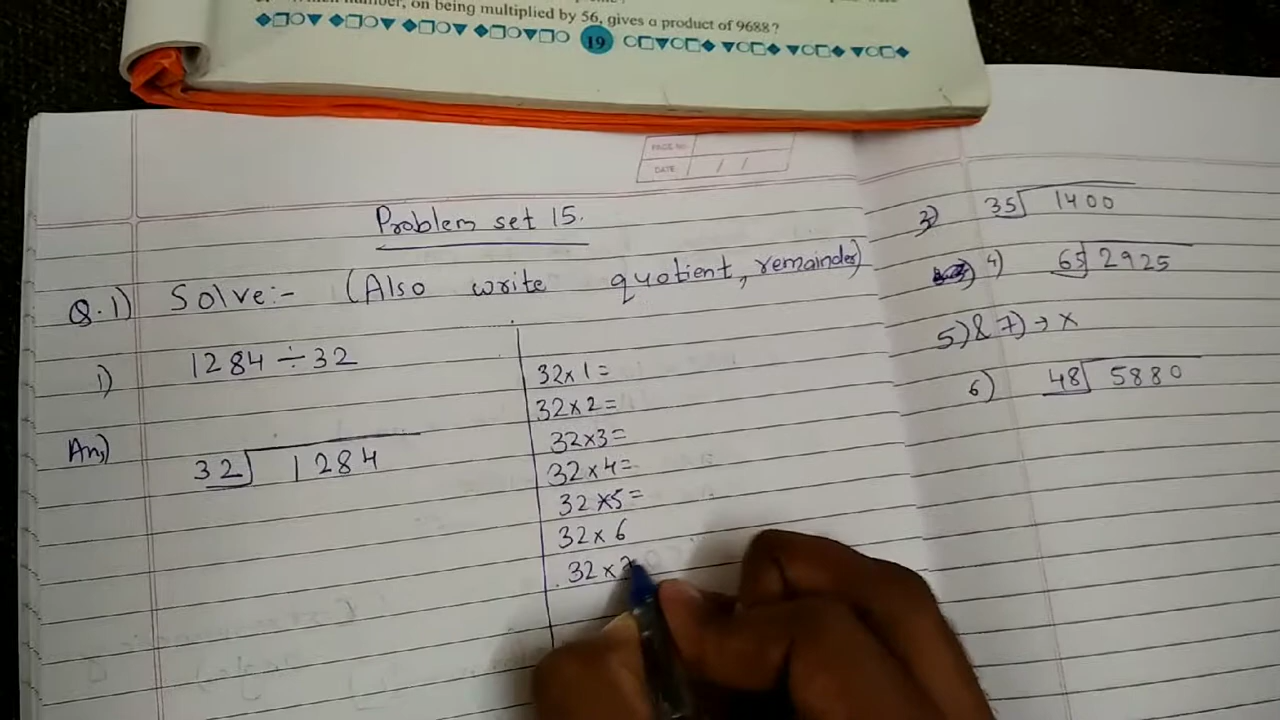 number, on being multiplied by 56, gives a product of 9688?
19
PAGE No.
DATE / /
Problem set 15.
Q.1) Solve:- (Also write quotient, remainder)
1) 1284 ÷ 32
Ans) 32 1284
32×1=
32×2=
32×3=
32×4=
32×5=
32×6
32×
3) 35 1400
4) 65 2925
5) & 7) → ×
6) 48 5880